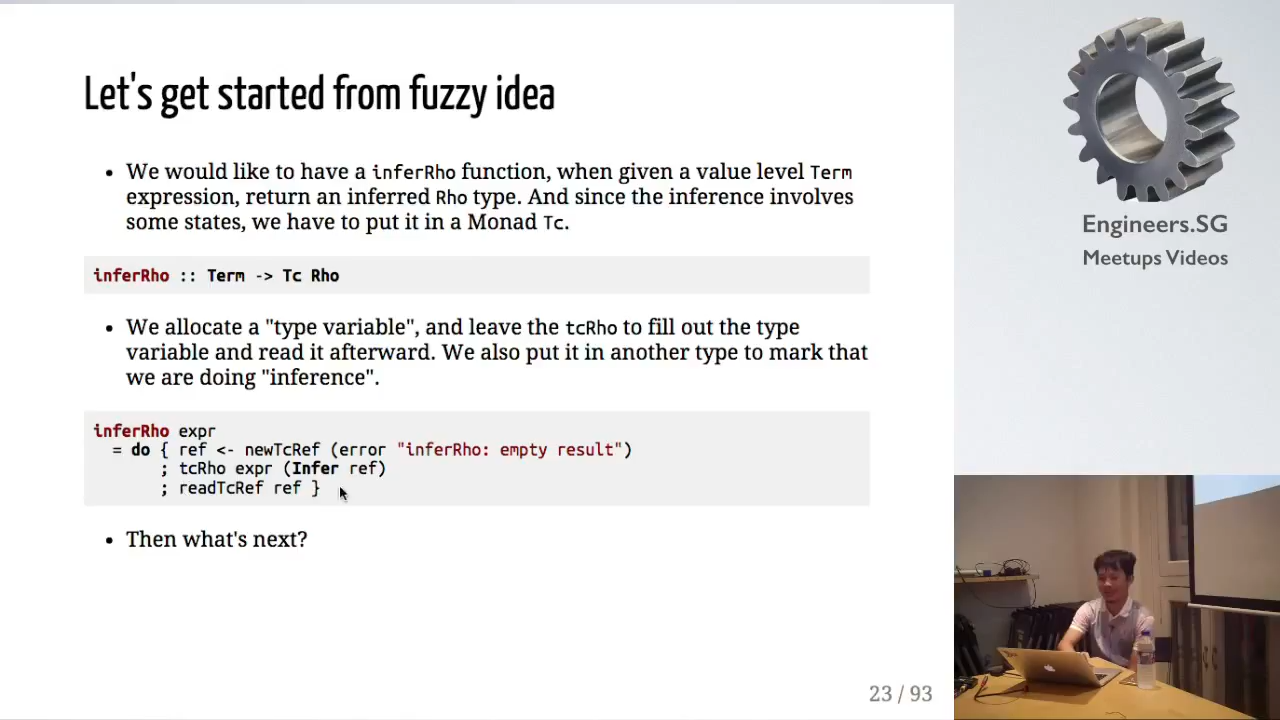 Let's get started from fuzzy idea
• We would like to have a inferRho function, when given a value level Term
expression, return an inferred Rho type. And since the inference involves
some states, we have to put it in a Monad Tc.
inferRho :: Term -> Tc Rho
• We allocate a "type variable", and leave the tcRho to fill out the type
variable and read it afterward. We also put it in another type to mark that
we are doing "inference".
inferRho expr
= do { ref <- newTcRef (error "inferRho: empty result")
; tcRho expr (Infer ref)
; readTcRef ref }
• Then what's next?
23 / 93
Engineers.SG
Meetups Videos